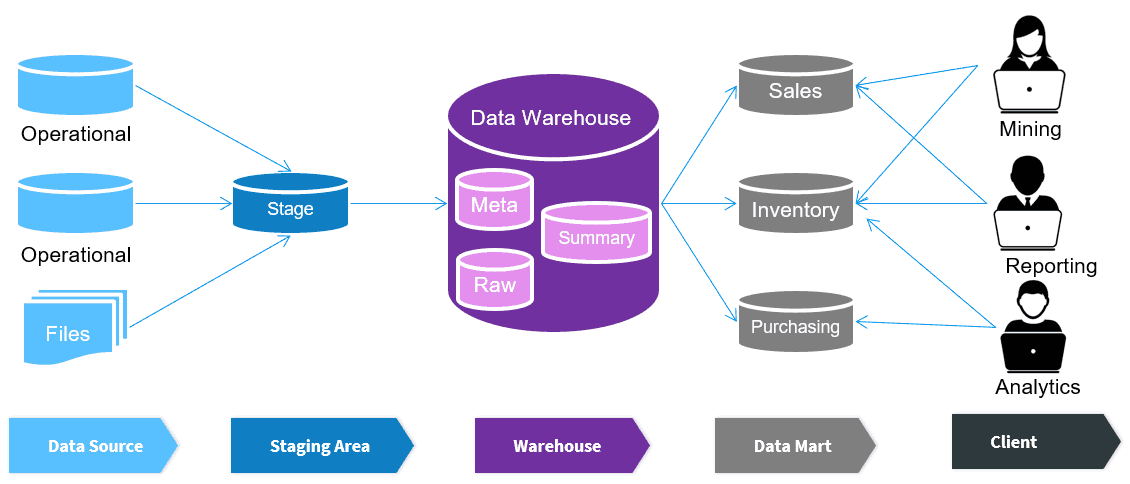 Operational
Operational
Files
Stage
Data Warehouse
Meta
Summary
Raw
Sales
Inventory
Purchasing
Mining
Reporting
Analytics
Data Source
Staging Area
Warehouse
Data Mart
Client